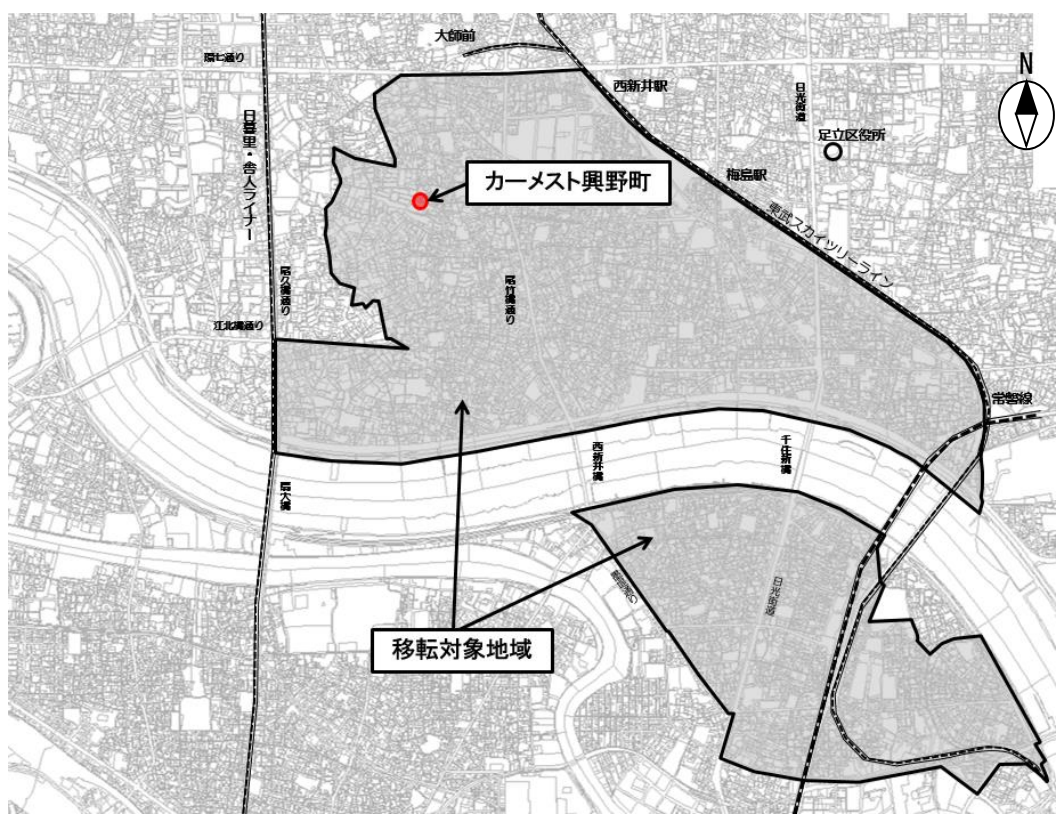 大師前
環七通り
西新井駅
日光街道
N
足立区役所
日暮里・舎人ライナー
カーメスト興野町
梅島駅
東武スカイツリーライン
尾久橋通り
尾竹橋通り
江北橋通り
常磐線
西新井橋
千住新橋
扇大橋
日光街道
移転対象地域